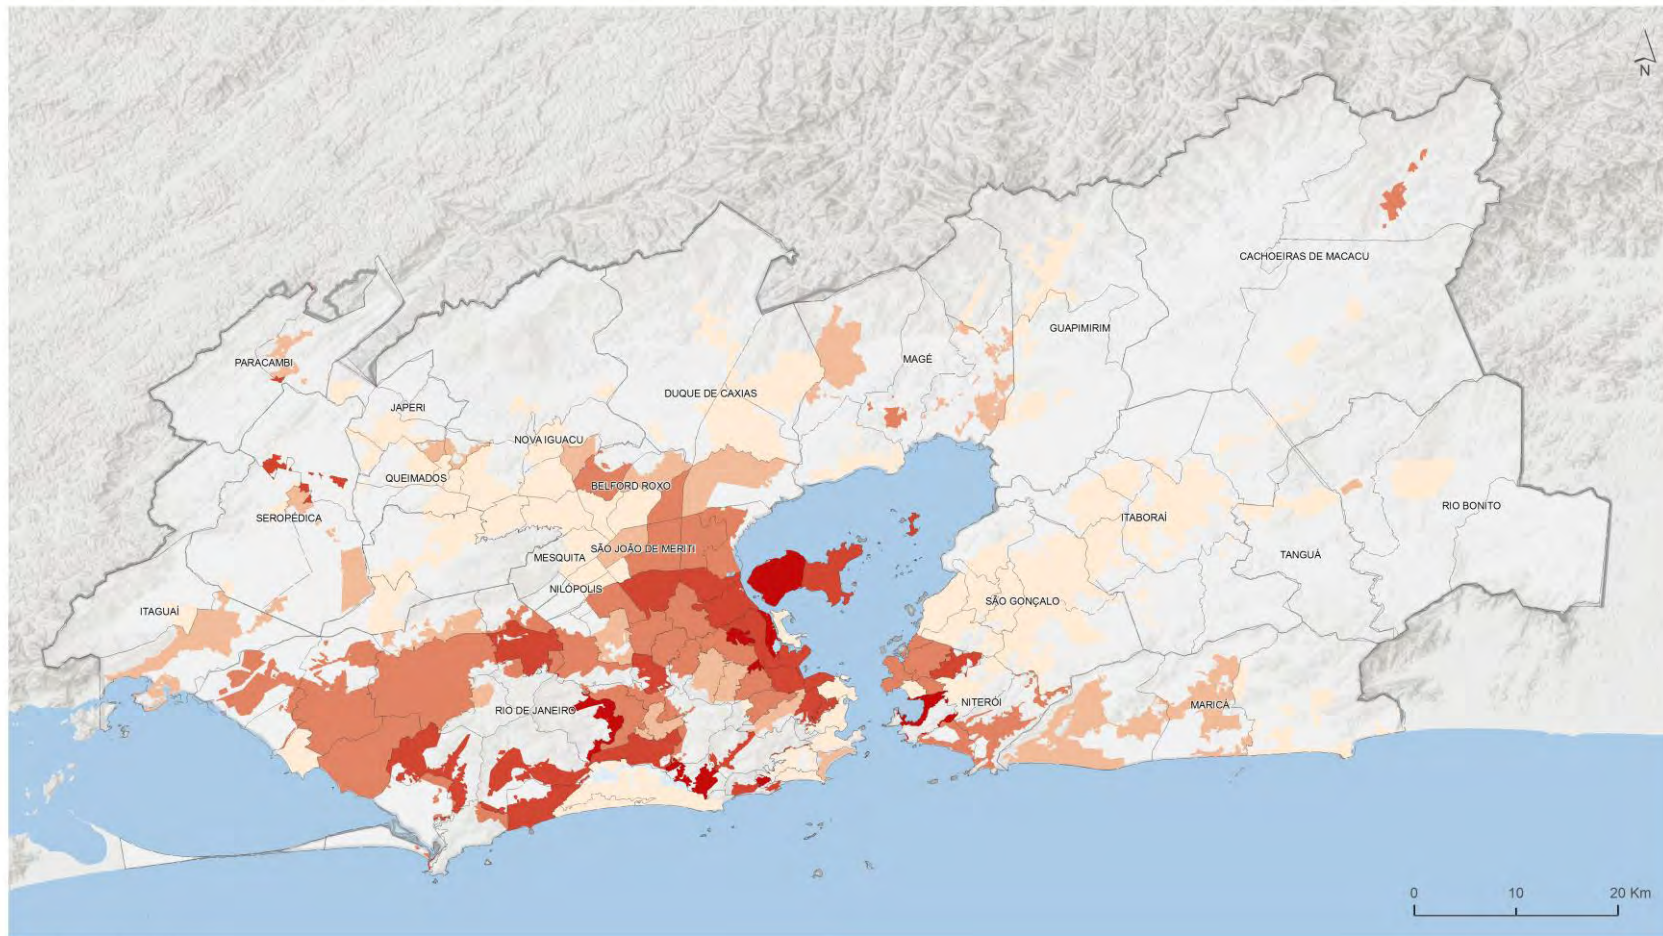 N
CACHOEIRAS DE MACACU
GUAPIMIRIM
MAGÉ
PARACAMBI
DUQUE DE CAXIAS
JAPERI
NOVA IGUACU
QUEIMADOS
BELFORD ROXO
RIO BONITO
SEROPÉDICA
ITABORAÍ
SÃO JOÃO DE MERITI
MESQUITA
TANGUÁ
NILÓPOLIS
SÃO GONÇALO
ITAGUAÍ
NITERÓI
MARICÁ
RIO DE JANEIRO
0 10 20 Km